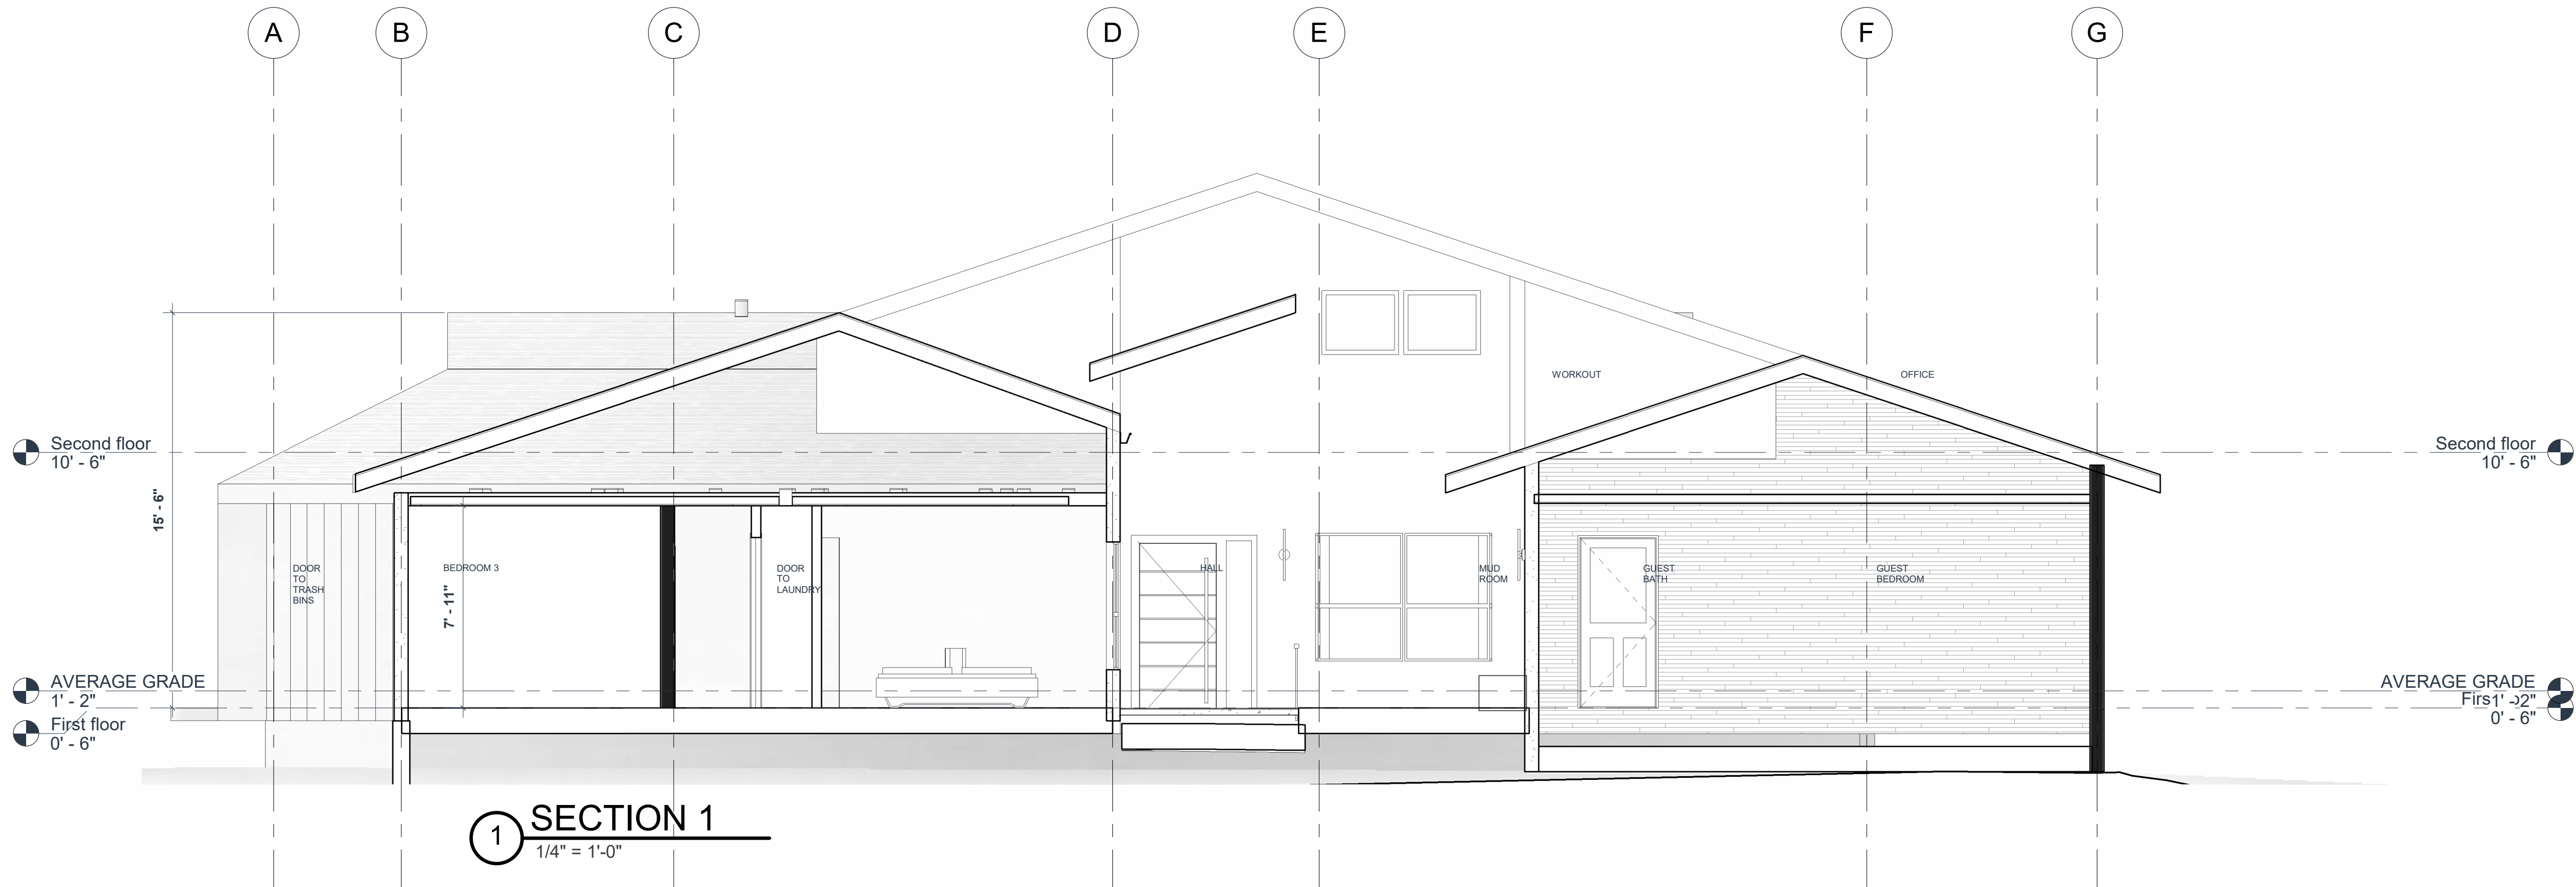 A B C D E F G
WORKOUT OFFICE
Second floor
10' - 6"
Second floor
10' - 6"
15' - 6"
DOOR
TO
TRASH
BINS
BEDROOM 3
7' - 11"
DOOR
TO
LAUNDRY
HALL
MUD
ROOM
GUEST
BATH
GUEST
BEDROOM
AVERAGE GRADE
1' - 2"
First floor
0' - 6"
AVERAGE GRADE
1' - 2"
0' - 6"
1 SECTION 1
1/4" = 1'-0"